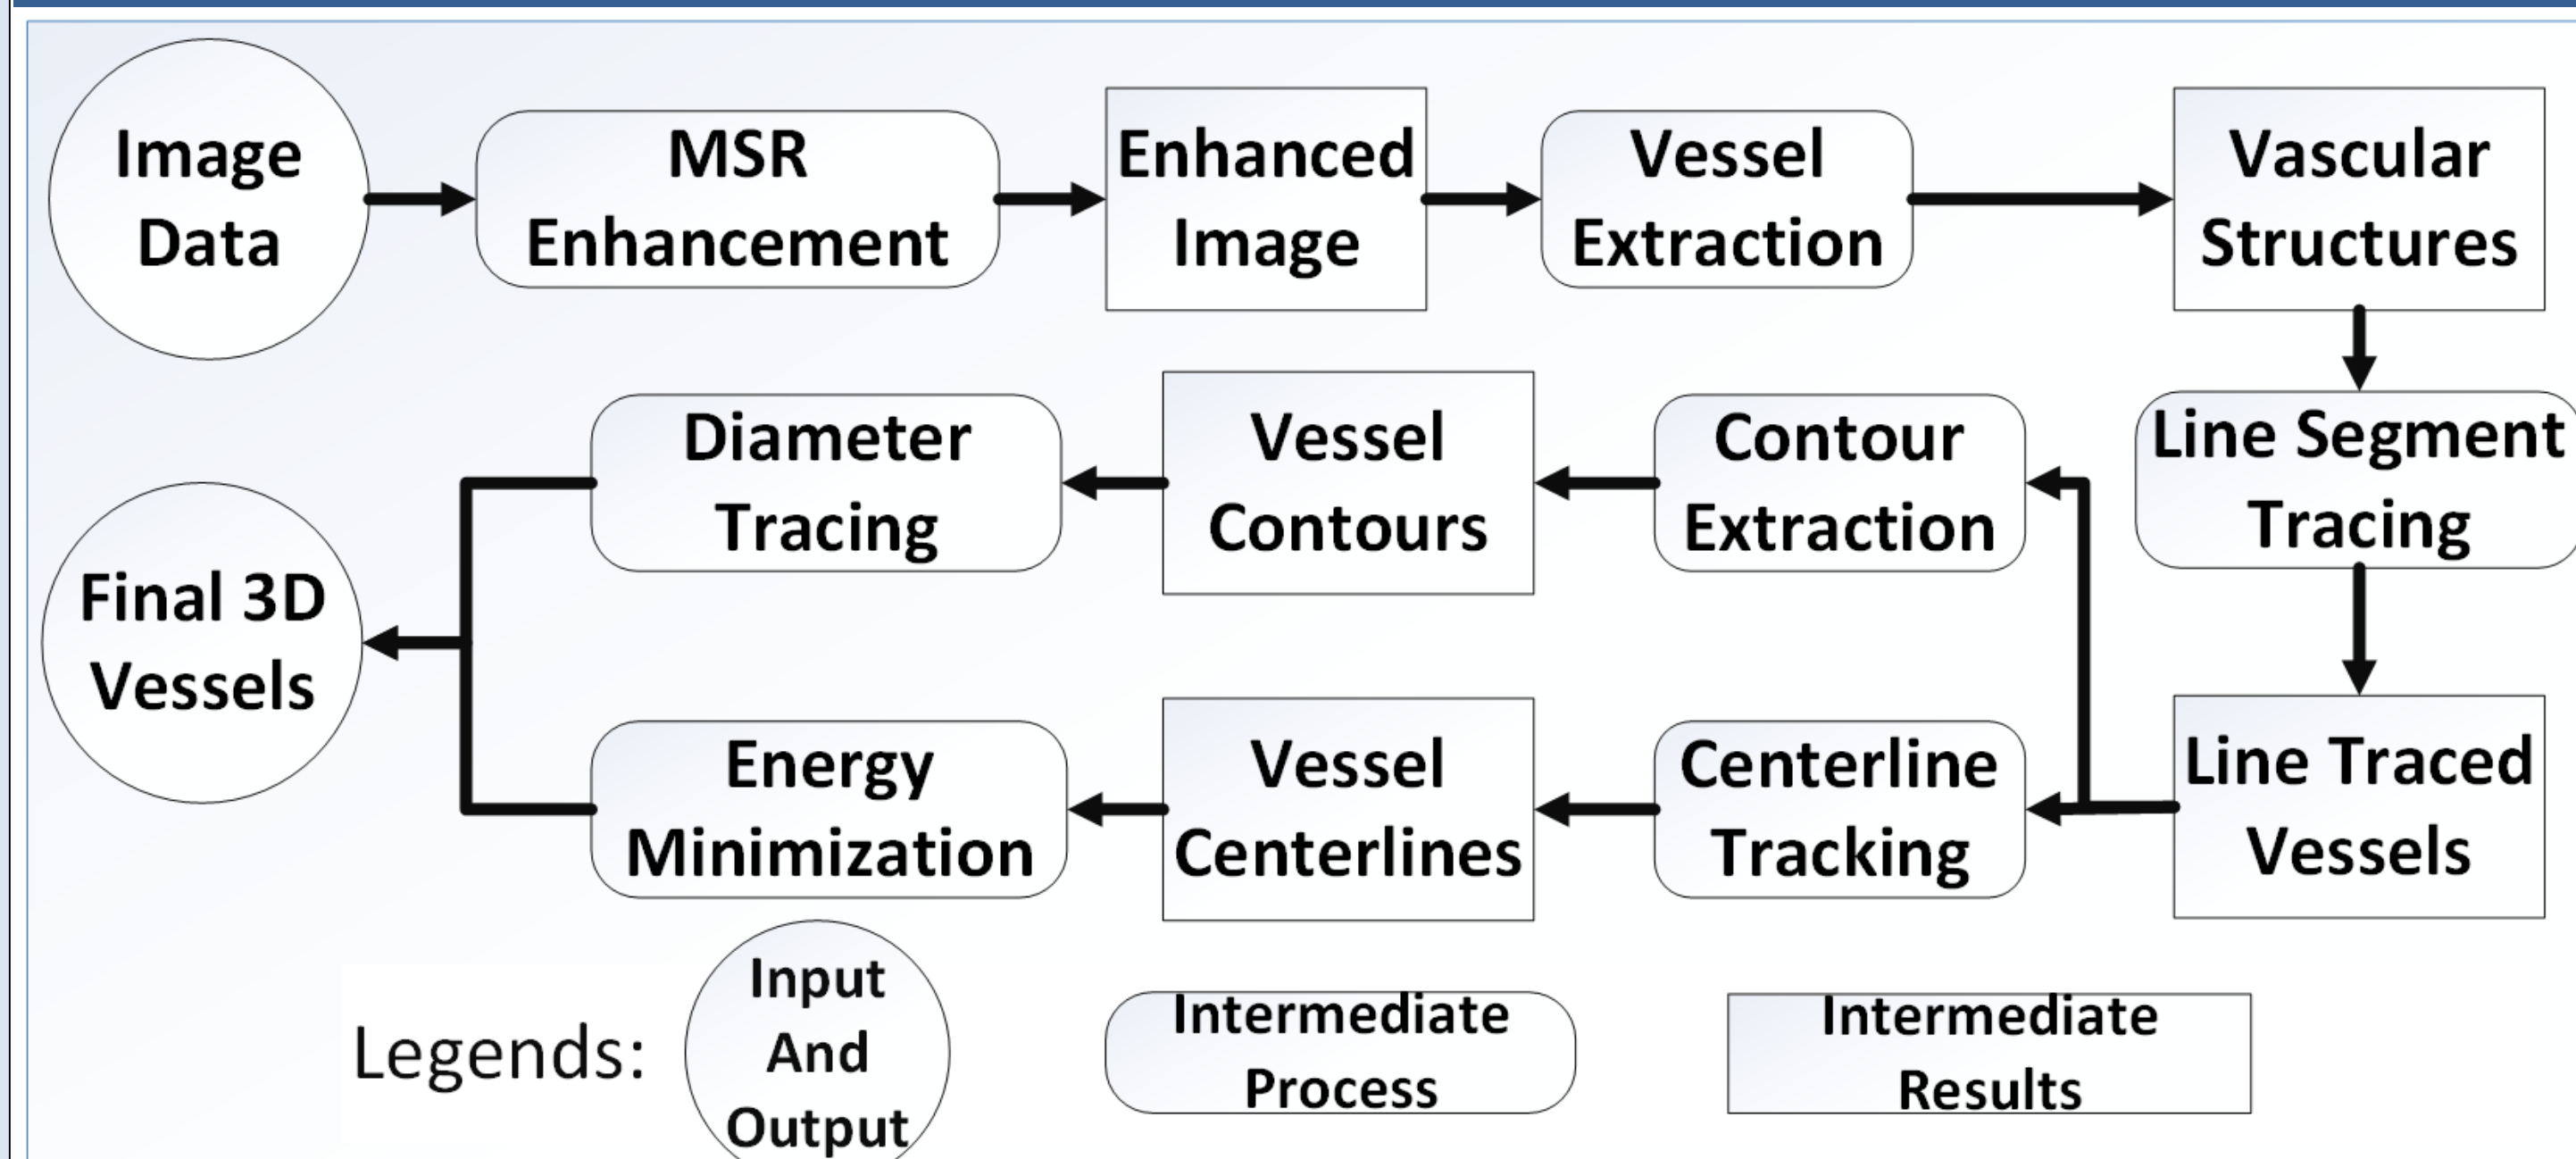 Image
Data
MSR
Enhancement
Enhanced
Image
Vessel
Extraction
Vascular
Structures
Line Segment
Tracing
Line Traced
Vessels
Contour
Extraction
Vessel
Contours
Diameter
Tracing
Centerline
Tracking
Vessel
Centerlines
Energy
Minimization
Final 3D
Vessels
Legends:
Input
And
Output
Intermediate
Process
Intermediate
Results